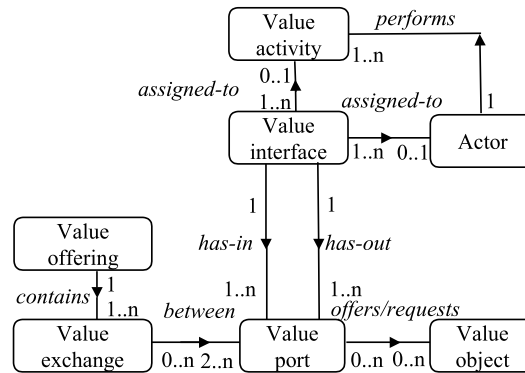 Value
activity
performs
1..n
0..1
assigned-to
1..n
assigned-to
1
Value
interface
1..n
0..1
Actor
1
1
has-in
has-out
Value
offering
1
contains
1..n
between
1..n
1..n
offers/requests
Value
exchange
0..n
2..n
Value
port
0..n
0..n
Value
object